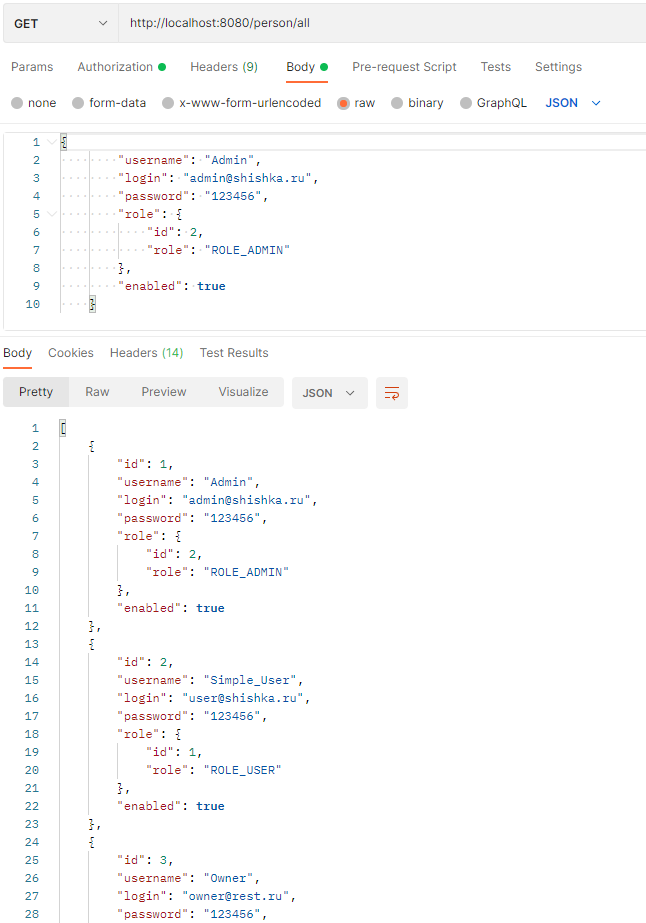 GET http://localhost:8080/person/all
Params Authorization Headers (9) Body Pre-request Script Tests Settings
none form-data x-www-form-urlencoded raw binary GraphQL JSON
1 {
2 "username": "Admin",
3 "login": "admin@shishka.ru",
4 "password": "123456",
5 "role": {
6 "id": 2,
7 "role": "ROLE_ADMIN"
8 },
9 "enabled": true
10 }
Body Cookies Headers (14) Test Results
Pretty Raw Preview Visualize JSON
1 [
2 {
3 "id": 1,
4 "username": "Admin",
5 "login": "admin@shishka.ru",
6 "password": "123456",
7 "role": {
8 "id": 2,
9 "role": "ROLE_ADMIN"
10 },
11 "enabled": true
12 },
13 {
14 "id": 2,
15 "username": "Simple_User",
16 "login": "user@shishka.ru",
17 "password": "123456",
18 "role": {
19 "id": 1,
20 "role": "ROLE_USER"
21 },
22 "enabled": true
23 },
24 {
25 "id": 3,
26 "username": "Owner",
27 "login": "owner@rest.ru",
28 "password": "123456",